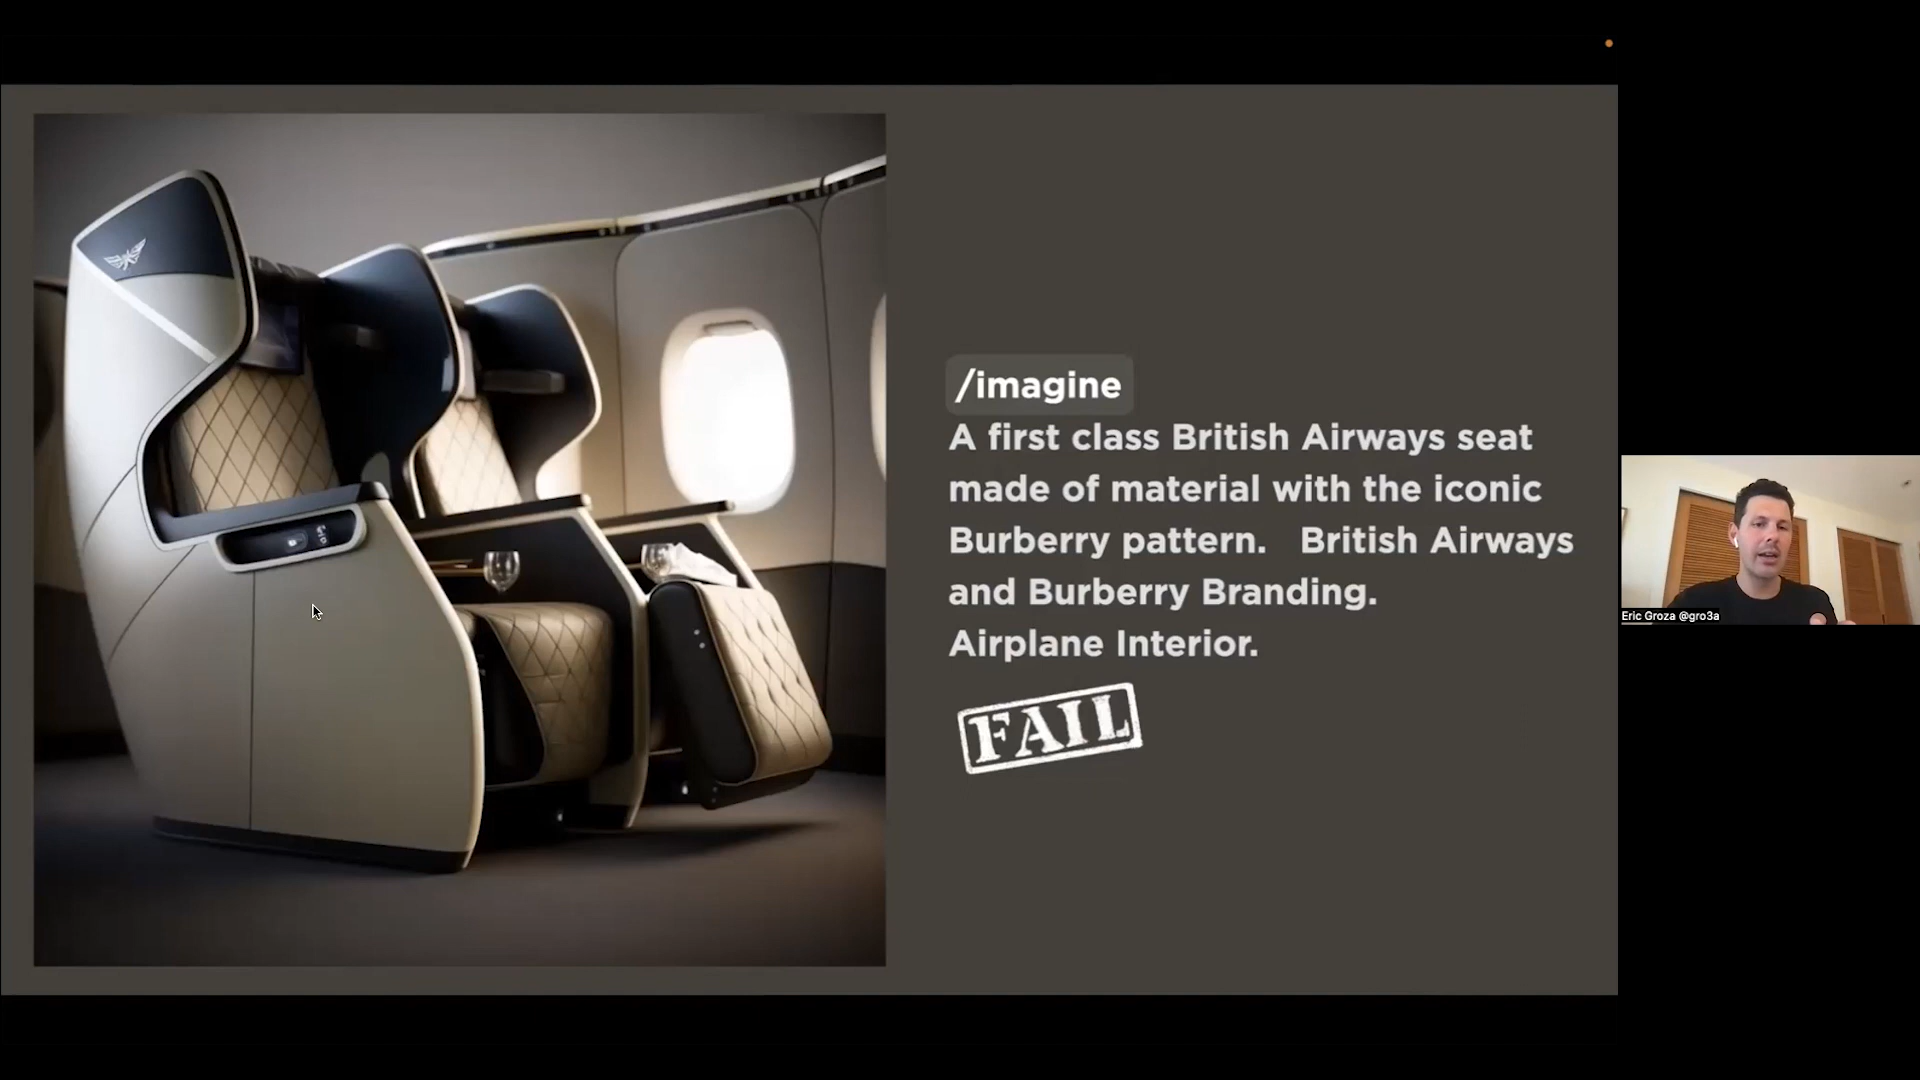 /imagine
A first class British Airways seat
made of material with the iconic
Burberry pattern.   British Airways
and Burberry Branding.
Airplane Interior.
FAIL
Eric Groza @gro3a